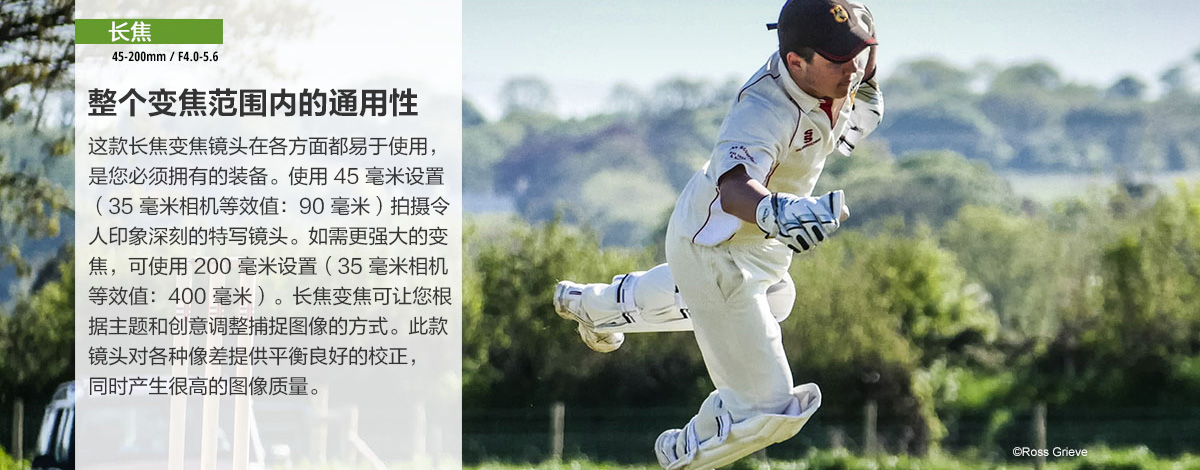 长焦
45-200mm / F4.0-5.6
整个变焦范围内的通用性
这款长焦变焦镜头在各方面都易于使用，
是您必须拥有的装备。使用 45 毫米设置
（35 毫米相机等效值：90 毫米）拍摄令
人印象深刻的特写镜头。如需更强大的变
焦，可使用 200 毫米设置（35 毫米相机
等效值：400 毫米）。长焦变焦可让您根
据主题和创意调整捕捉图像的方式。此款
镜头对各种像差提供平衡良好的校正，
同时产生很高的图像质量。
©Ross Grieve